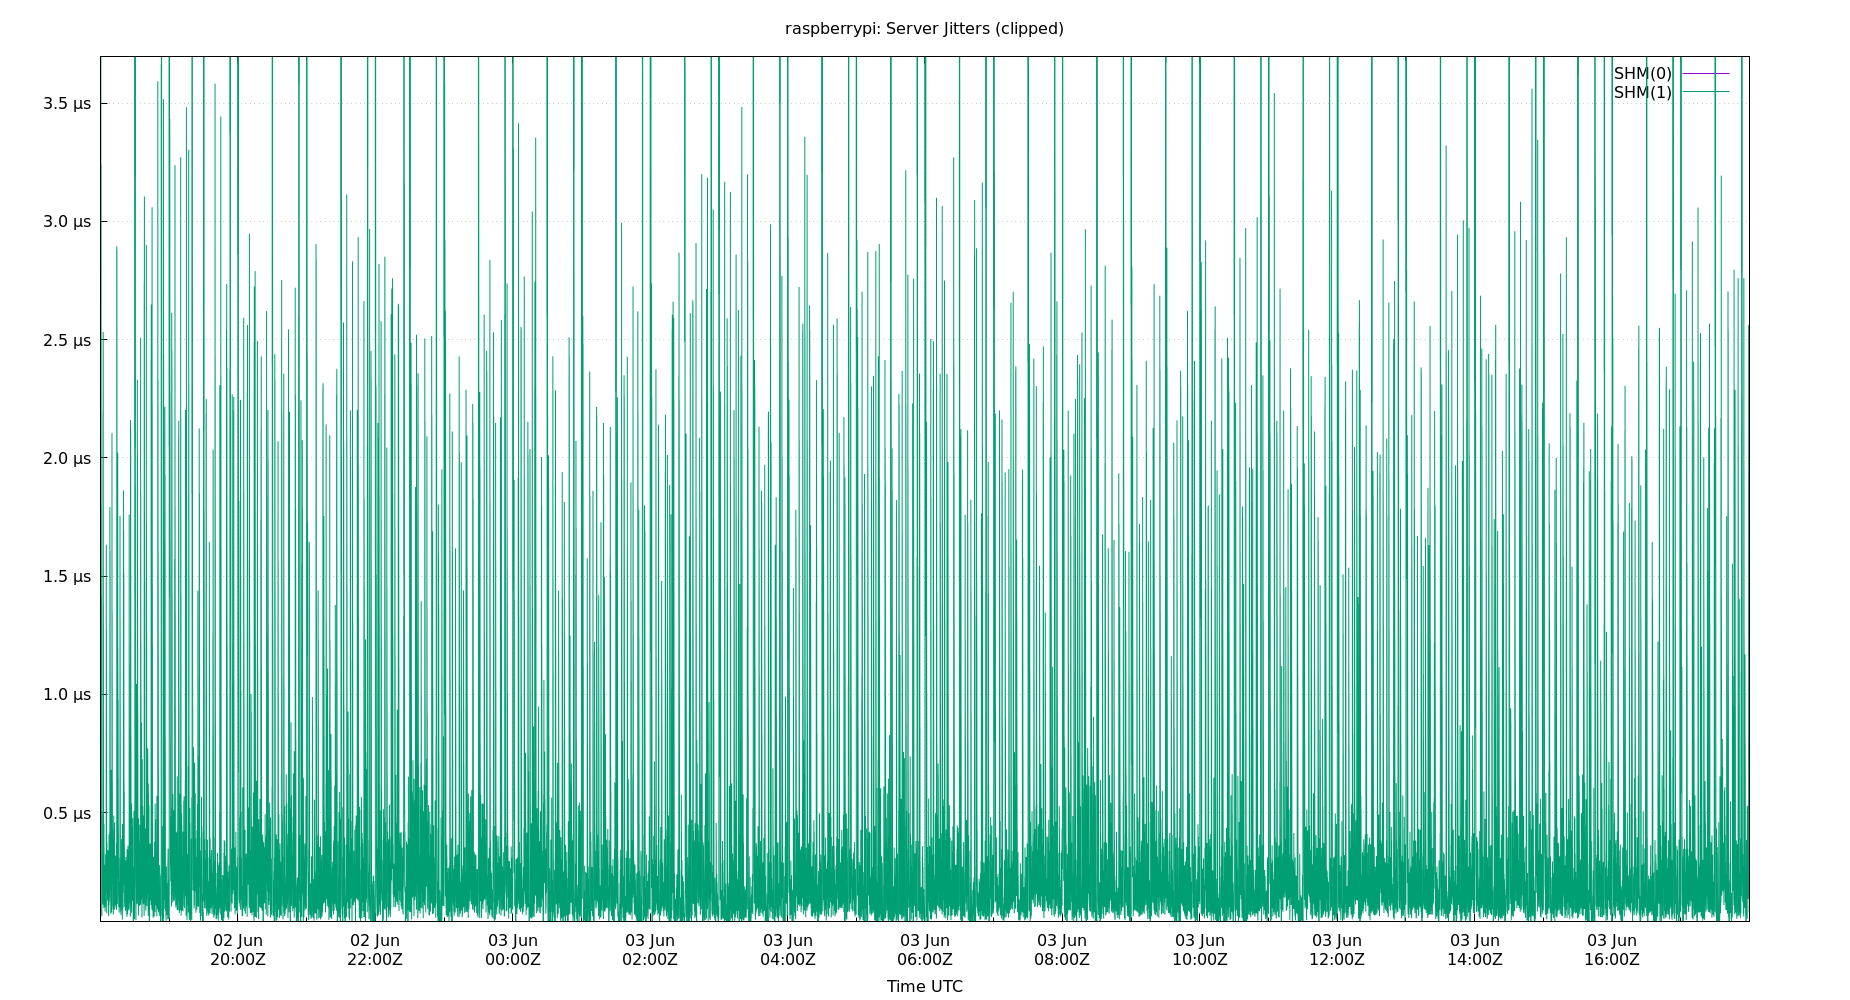 raspberrypi: Server Jitters (clipped)
SHM(0)
SHM(1)
3.5 µs
3.0 µs
2.5 µs
2.0 µs
1.5 µs
1.0 µs
0.5 µs
02 Jun 02 Jun 03 Jun 03 Jun 03 Jun 03 Jun 03 Jun 03 Jun 03 Jun 03 Jun 03 Jun
20:00Z 22:00Z 00:00Z 02:00Z 04:00Z 06:00Z 08:00Z 10:00Z 12:00Z 14:00Z 16:00Z
Time UTC